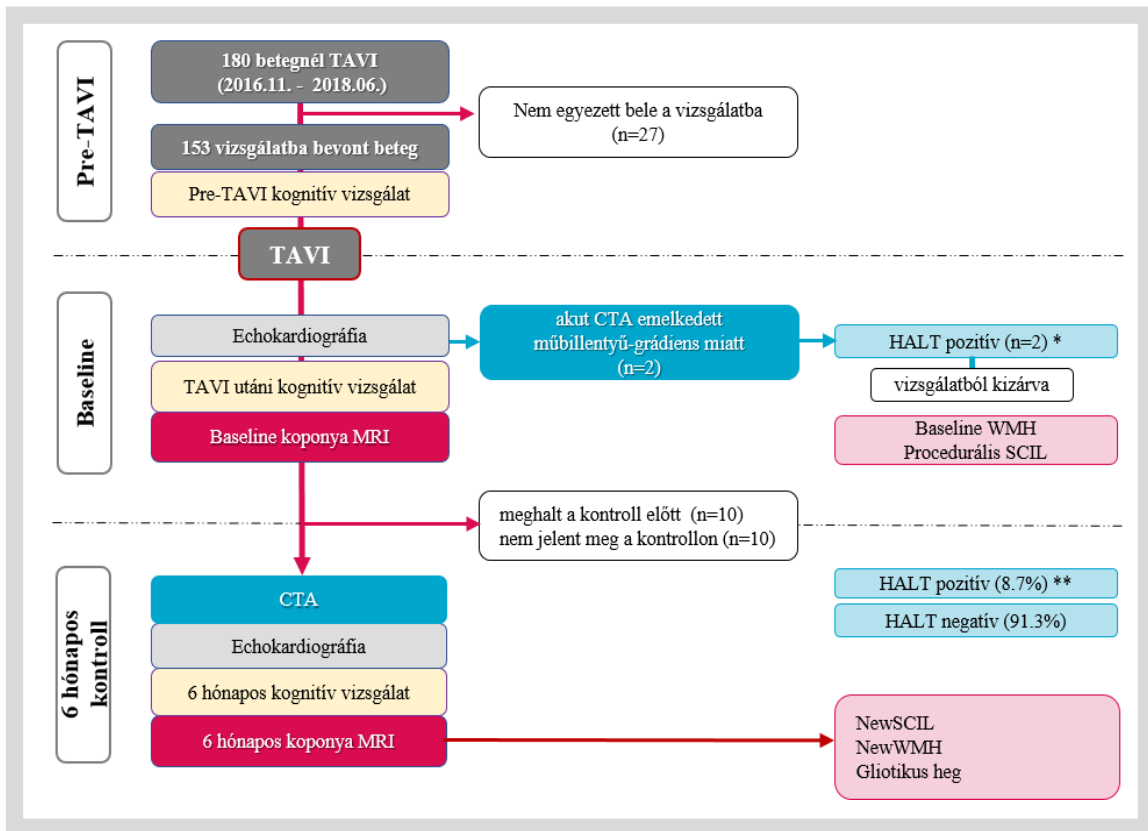 Pre-TAVI
180 betegnél TAVI
(2016.11. - 2018.06.)
Nem egyezett bele a vizsgálatba
(n=27)
153 vizsgálatba bevont beteg
Pre-TAVI kognitív vizsgálat
TAVI
Baseline
Echokardiográfia
akut CTA emelkedett
műbillentyű-grádiens miatt
(n=2)
HALT pozitív (n=2) *
vizsgálatból kizárva
TAVI utáni kognitív vizsgálat
Baseline koponya MRI
Baseline WMH
Procedurális SCIL
meghalt a kontroll előtt (n=10)
nem jelent meg a kontrollon (n=10)
6 hónapos
kontroll
CTA
HALT pozitív (8.7%) **
HALT negatív (91.3%)
Echokardiográfia
6 hónapos kognitív vizsgálat
6 hónapos koponya MRI
NewSCIL
NewWMH
Gliotikus heg